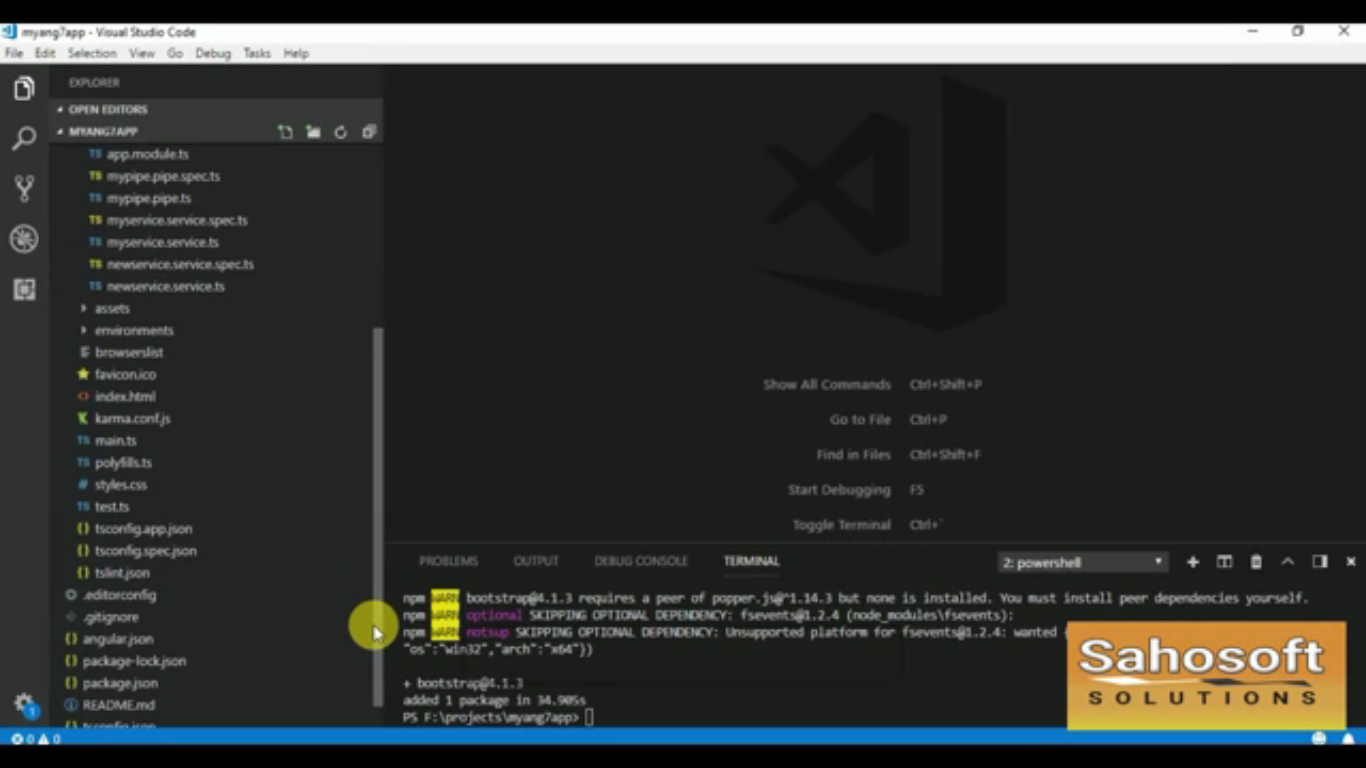 myang7app - Visual Studio Code
File Edit Selection View Go Debug Tasks Help
EXPLORER
OPEN EDITORS
MYANG7APP
TS app.module.ts
TS mypipe.pipe.spec.ts
TS mypipe.pipe.ts
TS myservice.service.spec.ts
TS myservice.service.ts
TS newservice.service.spec.ts
TS newservice.service.ts
assets
environments
browserslist
favicon.ico
index.html
karma.conf.js
TS main.ts
TS polyfills.ts
# styles.css
TS test.ts
{} tsconfig.app.json
{} tsconfig.spec.json
{} tslint.json
.editorconfig
.gitignore
{} angular.json
{} package-lock.json
{} package.json
README.md
tsconfig.json
Show All Commands Ctrl+Shift+P
Go to File Ctrl+P
Find in Files Ctrl+Shift+F
Start Debugging F5
Toggle Terminal Ctrl+`
PROBLEMS OUTPUT DEBUG CONSOLE TERMINAL 2: powershell
npm WARN bootstrap@4.1.3 requires a peer of popper.js@^1.14.3 but none is installed. You must install peer dependencies yourself.
npm WARN optional SKIPPING OPTIONAL DEPENDENCY: fsevents@1.2.4 (node_modules\fsevents):
npm WARN notsup SKIPPING OPTIONAL DEPENDENCY: Unsupported platform for fsevents@1.2.4: wanted {
"os":"win32","arch":"x64"})
+ bootstrap@4.1.3
added 1 package in 34.905s
PS F:\projects\myang7app>
Sahosoft
SOLUTIONS
1
0 0